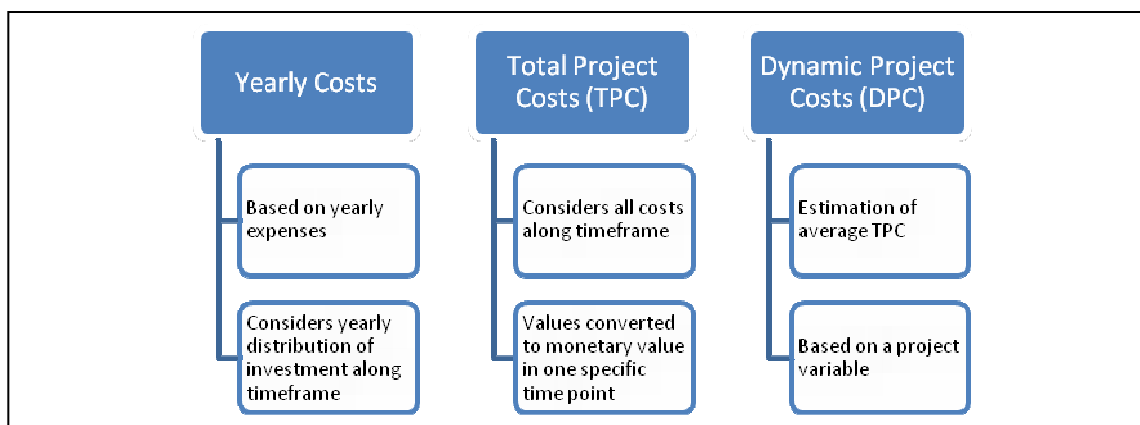 Yearly Costs
Based on yearly
expenses
Considers yearly
distribution of
investment along
timeframe
Total Project
Costs (TPC)
Considers all costs
along timeframe
Values converted
to monetary value
in one specific
time point
Dynamic Project
Costs (DPC)
Estimation of
average TPC
Based on a project
variable